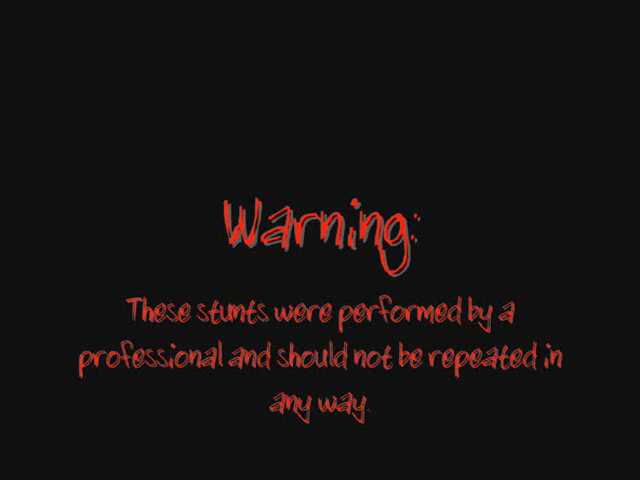 Warning:
These stunts were performed by a
professional and should not be repeated in
any way.